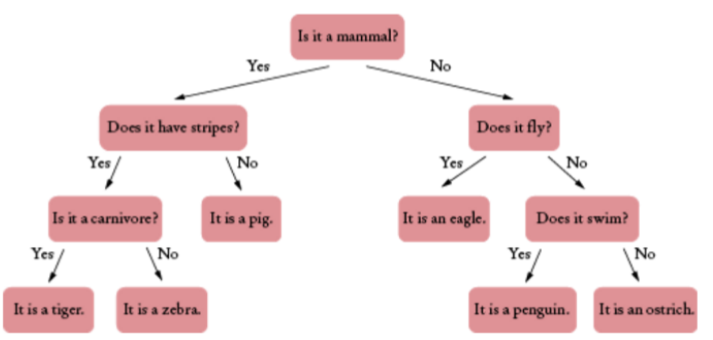 Is it a mammal?
Yes
No
Does it have stripes?
Does it fly?
Yes
No
Yes
No
Is it a carnivore?
It is a pig.
It is an eagle.
Does it swim?
Yes
No
Yes
No
It is a tiger.
It is a zebra.
It is a penguin.
It is an ostrich.